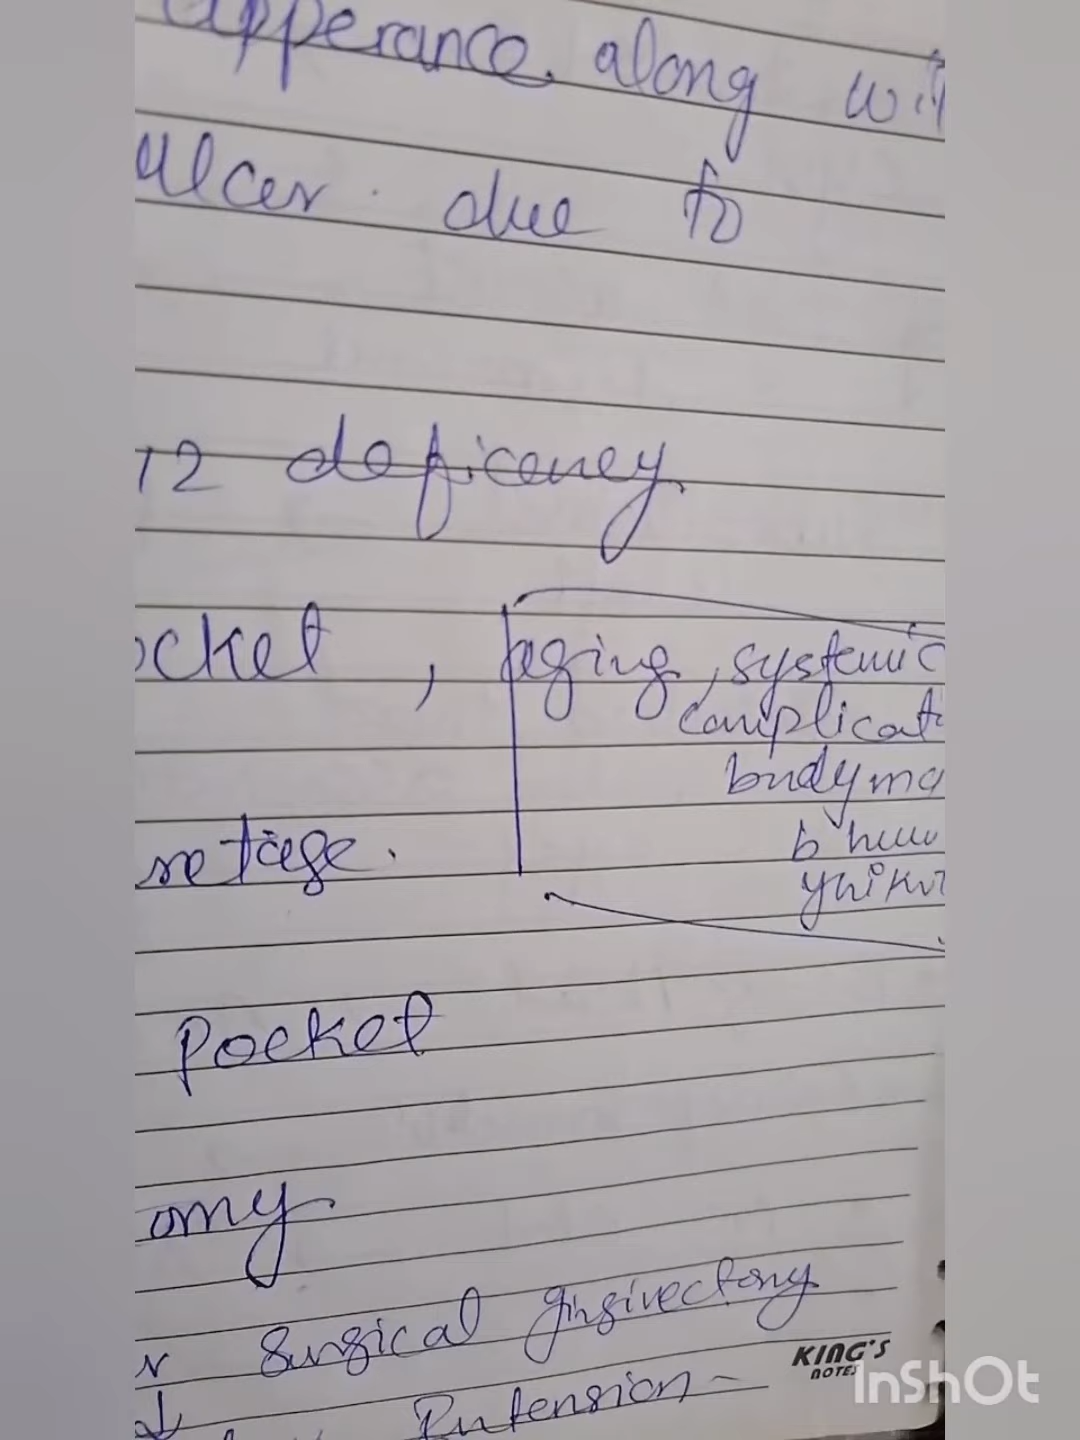 apperance along wi
ulcer. due to
12 deficency
ocket, aging, systemic
complicati
retage.
Pocket
omy
r Surgical gingivectomy
KING'S
NOTES
InShOt